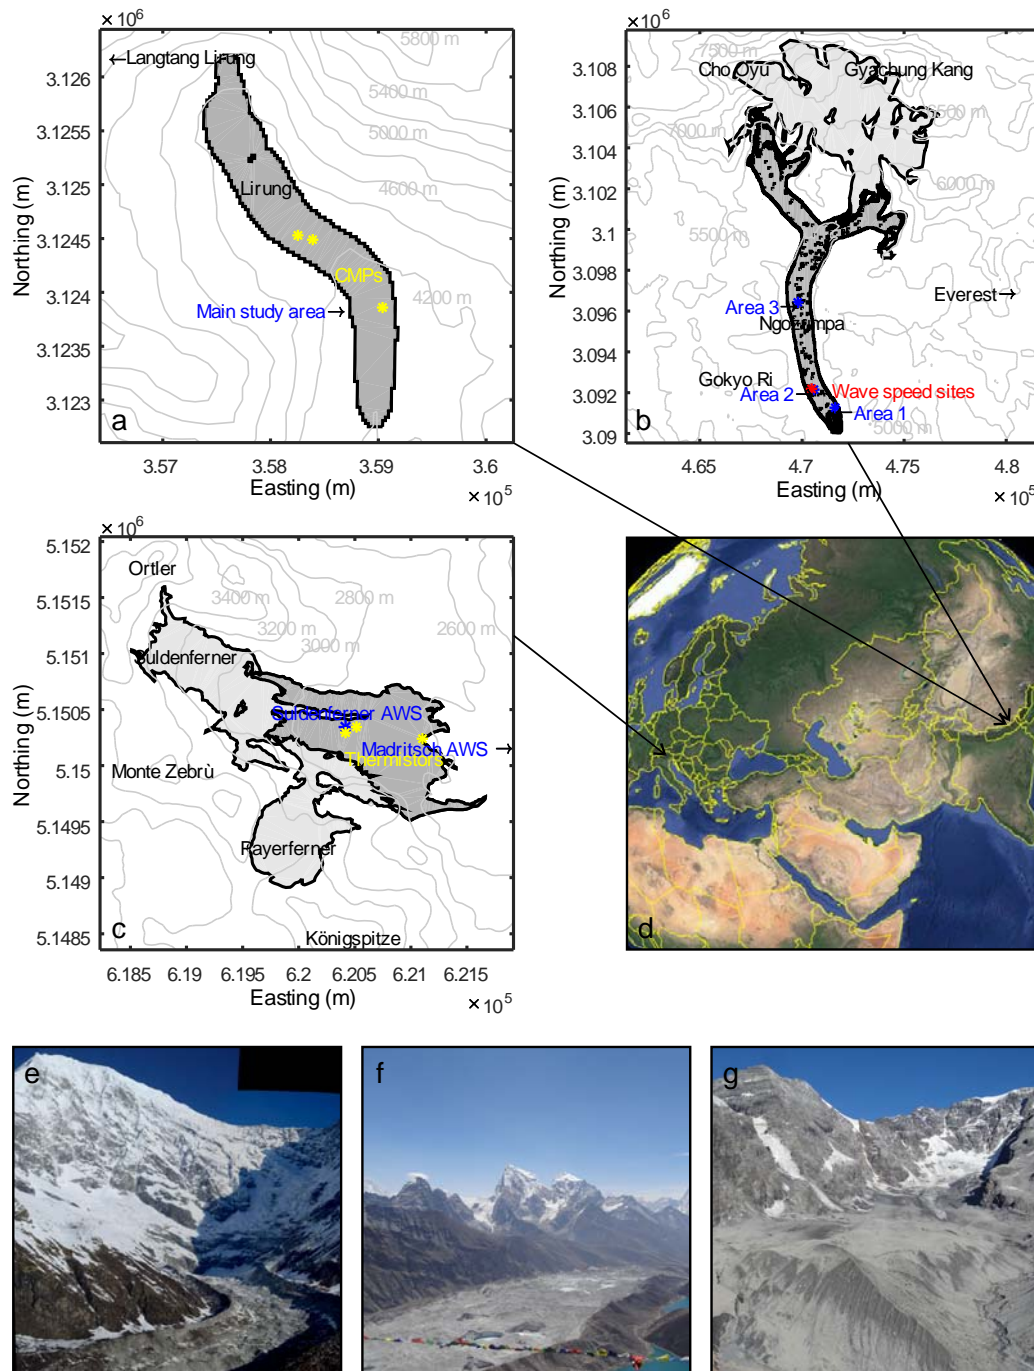 × 10⁶
5800 m
←Langtang Lirung
3.126
5400 m
3.1255
5000 m
3.125
Lirung
4600 m
3.1245
CMPs
3.124
4200 m
Main study area→
3.1235
3.123
a
3.57
3.58
3.59
3.6
Easting (m)
× 10⁵
Northing (m)
× 10⁶
7500 m
3.108
Cho Oyu
Gyachung Kang
3.106
6500 m
7000 m
3.104
3.102
6000 m
3.1
5500 m
3.098
Everest→
Area 3
3.096
Ngozumpa
3.094
Gokyo Ri
Wave speed sites
Area 2
3.092
Area 1
5000 m
3.09
b
4.65
4.7
4.75
4.8
Easting (m)
× 10⁵
Northing (m)
× 10⁶
5.152
Ortler
5.1515
3400 m
2800 m
3200 m
2600 m
3000 m
5.151
Suldenferner
5.1505
Suldenferner AWS
Madritsch AWS →
Thermistors
5.15
Monte Zebrù
5.1495
Payerferner
5.149
5.1485
Königspitze
c
6.185
6.19
6.195
6.2
6.205
6.21
6.215
Easting (m)
× 10⁵
Northing (m)
d
e
f
g